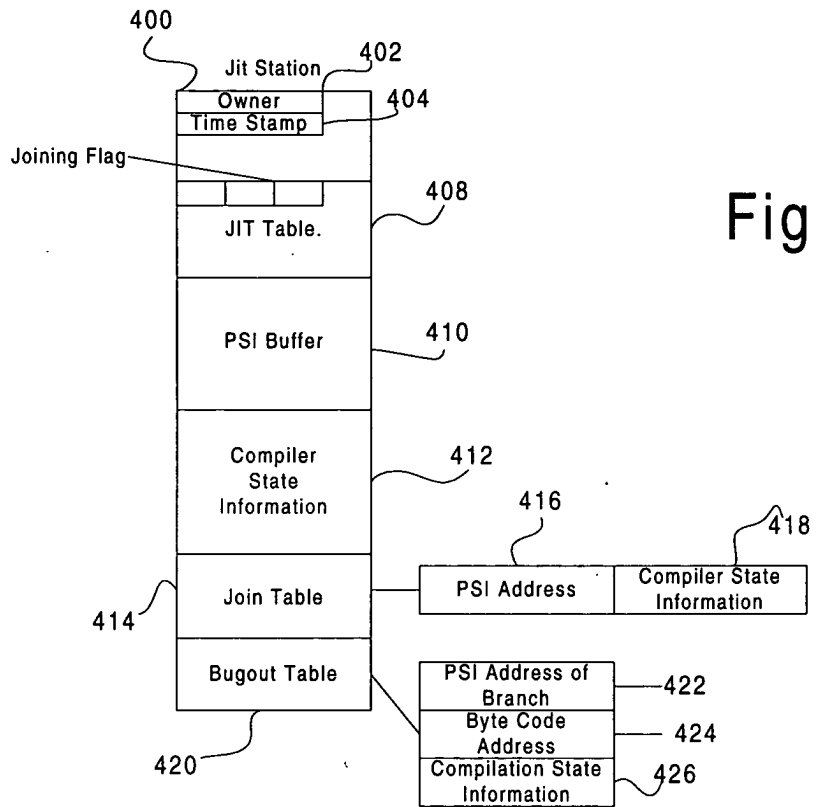 400
Jit Station
402
Owner
404
Time Stamp
Joining Flag
408
JIT Table.
Fig
PSI Buffer
410
Compiler
State
Information
412
416
418
PSI Address
Compiler State
Information
414
Join Table
Bugout Table
PSI Address of
Branch
422
Byte Code
Address
424
420
Compilation State
Information
426